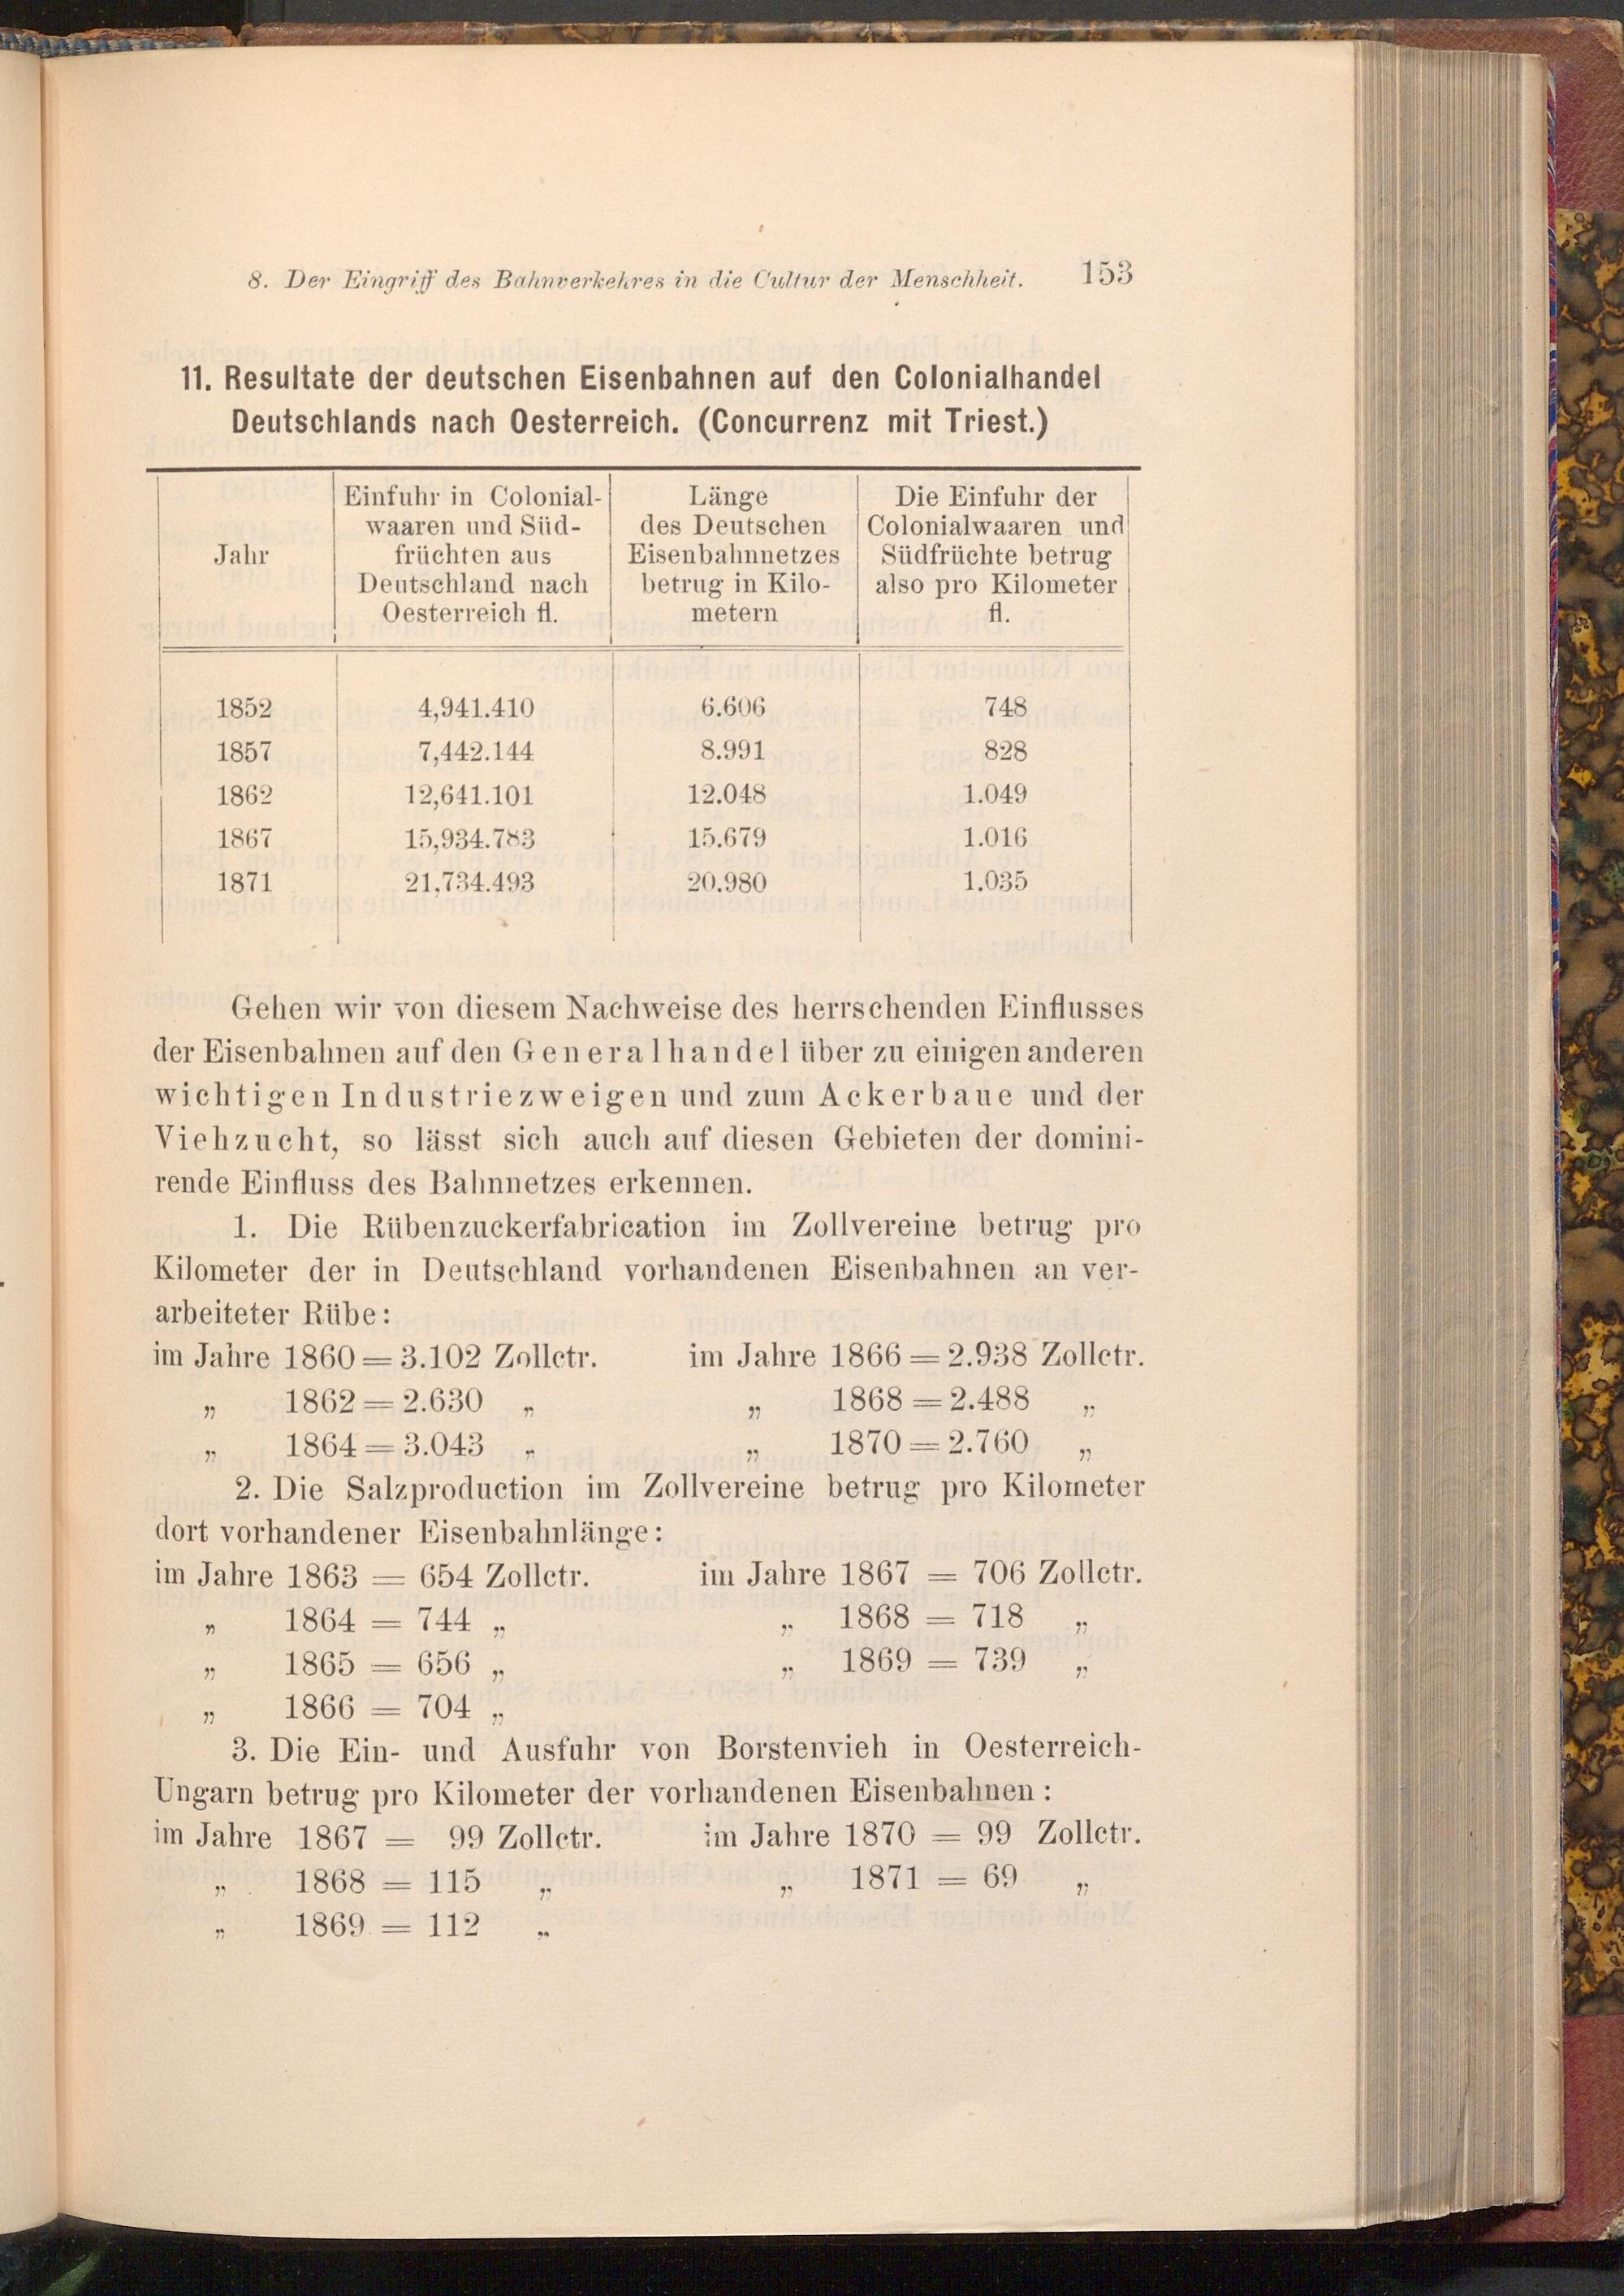 8. Der Eingriff des Bahnverkehres in die Cultur der Menschheit. 153
11. Resultate der deutschen Eisenbahnen auf den Colonialhandel
Deutschlands nach Oesterreich. (Concurrenz mit Triest.)
Jahr
Einfuhr in Colonial-
waaren und Süd-
früchten aus
Deutschland nach
Oesterreich fl.
Länge
des Deutschen
Eisenbahnnetzes
betrug in Kilo-
metern
Die Einfuhr der
Colonialwaaren und
Südfrüchte betrug
also pro Kilometer
fl.
1852 4,941.410 6.606 748
1857 7,442.144 8.991 828
1862 12,641.101 12.048 1.049
1867 15,934.783 15.679 1.016
1871 21,734.493 20.980 1.035
Gehen wir von diesem Nachweise des herrschenden Einflusses
der Eisenbahnen auf den Generalhandel über zu einigen anderen
wichtigen Industriezweigen und zum Ackerbaue und der
Viehzucht, so lässt sich auch auf diesen Gebieten der domini-
rende Einfluss des Bahnnetzes erkennen.
1. Die Rübenzuckerfabrication im Zollvereine betrug pro
Kilometer der in Deutschland vorhandenen Eisenbahnen an ver-
arbeiteter Rübe:
im Jahre 1860 = 3.102 Zollctr. im Jahre 1866 = 2.938 Zollctr.
„ 1862 = 2.630 „ „ 1868 = 2.488 „
„ 1864 = 3.043 „ „ 1870 = 2.760 „
2. Die Salzproduction im Zollvereine betrug pro Kilometer
dort vorhandener Eisenbahnlänge:
im Jahre 1863 = 654 Zollctr. im Jahre 1867 = 706 Zollctr.
„ 1864 = 744 „ „ 1868 = 718 „
„ 1865 = 656 „ „ 1869 = 739 „
„ 1866 = 704 „
3. Die Ein- und Ausfuhr von Borstenvieh in Oesterreich-
Ungarn betrug pro Kilometer der vorhandenen Eisenbahnen:
im Jahre 1867 = 99 Zollctr. im Jahre 1870 = 99 Zollctr.
„ 1868 = 115 „ „ 1871 = 69 „
„ 1869 = 112 „